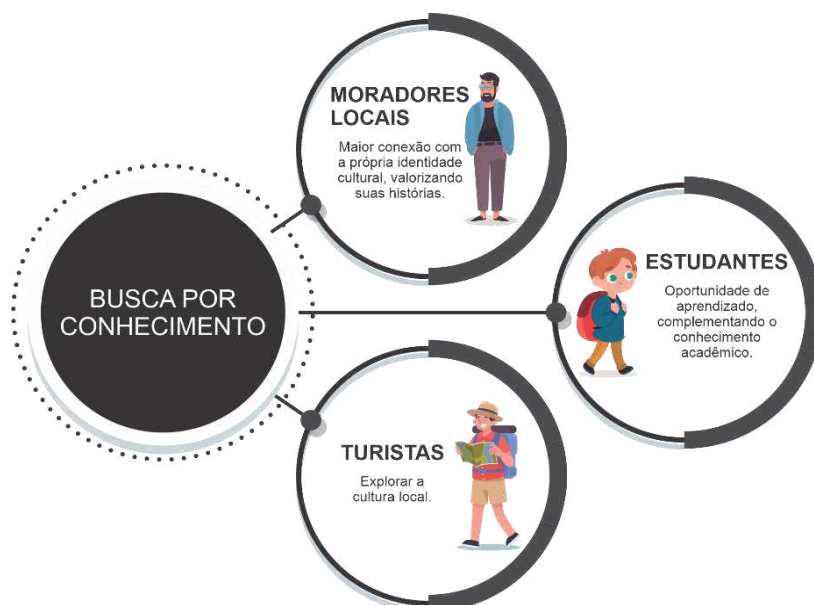 BUSCA POR
CONHECIMENTO
MORADORES
LOCAIS
Maior conexão com
a própria identidade
cultural, valorizando
suas histórias.
ESTUDANTES
Oportunidade de
aprendizado,
complementando o
conhecimento
acadêmico.
TURISTAS
Explorar a
cultura local.